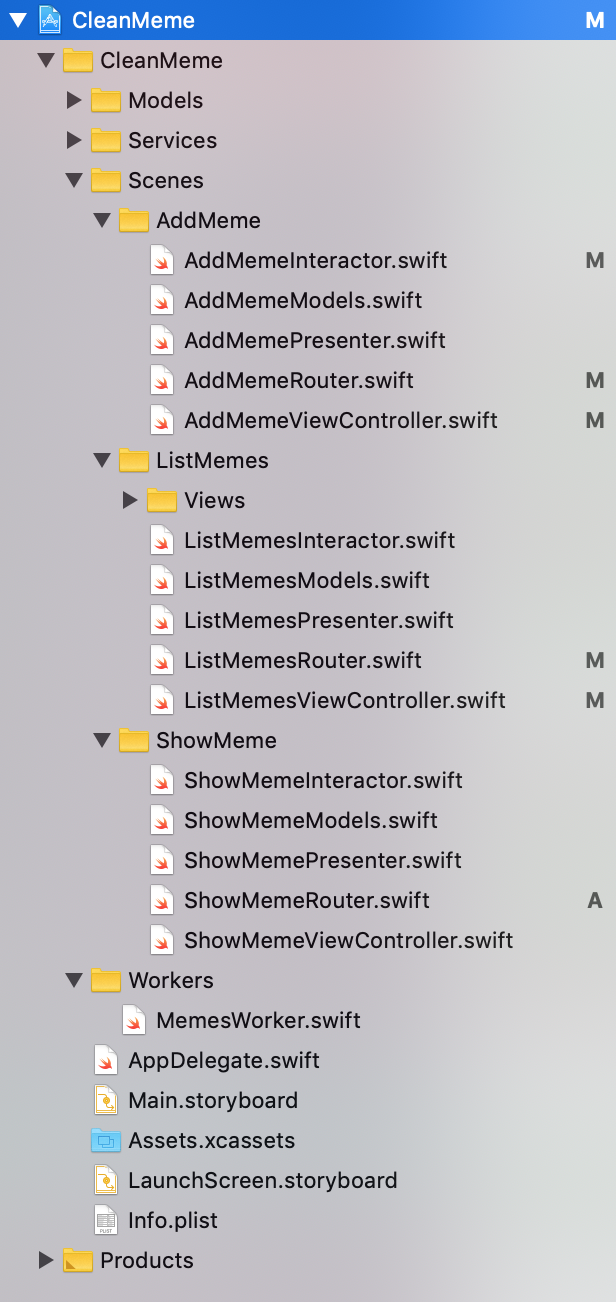 CleanMeme M
CleanMeme
Models
Services
Scenes
AddMeme
AddMemeInteractor.swift M
AddMemeModels.swift
AddMemePresenter.swift
AddMemeRouter.swift M
AddMemeViewController.swift M
ListMemes
Views
ListMemesInteractor.swift
ListMemesModels.swift
ListMemesPresenter.swift
ListMemesRouter.swift M
ListMemesViewController.swift M
ShowMeme
ShowMemeInteractor.swift
ShowMemeModels.swift
ShowMemePresenter.swift
ShowMemeRouter.swift A
ShowMemeViewController.swift
Workers
MemesWorker.swift
AppDelegate.swift
Main.storyboard
Assets.xcassets
LaunchScreen.storyboard
PLIST Info.plist
Products